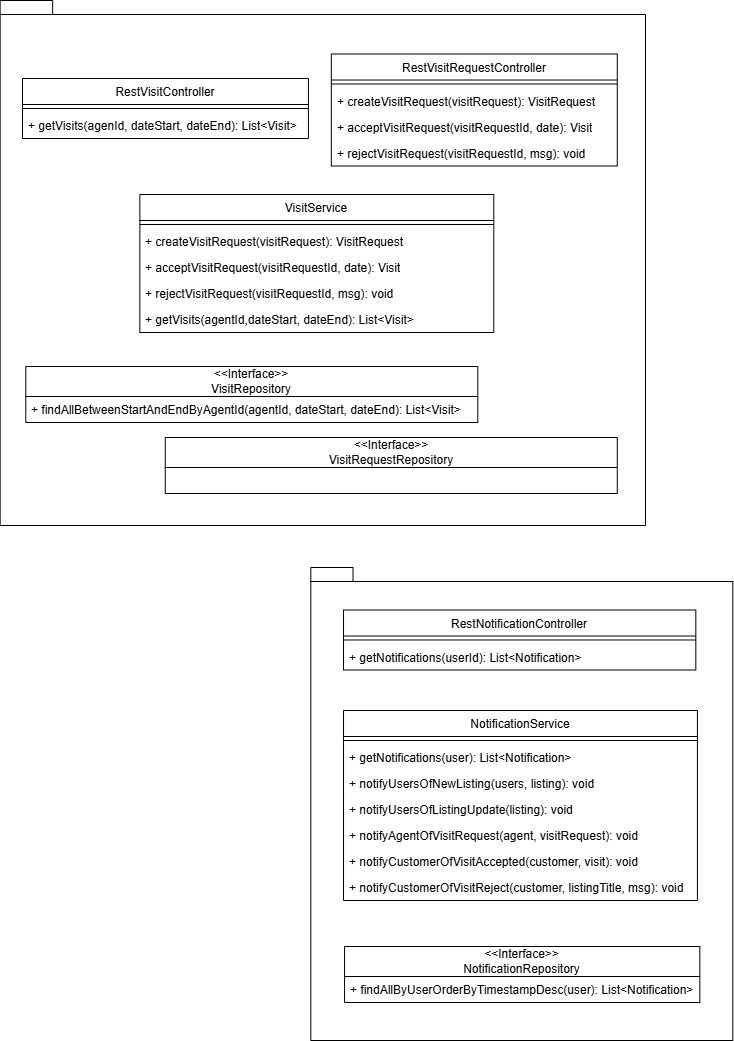 RestVisitController
+ getVisits(agenId, dateStart, dateEnd): List<Visit>
RestVisitRequestController
+ createVisitRequest(visitRequest): VisitRequest
+ acceptVisitRequest(visitRequestId, date): Visit
+ rejectVisitRequest(visitRequestId, msg): void
VisitService
+ createVisitRequest(visitRequest): VisitRequest
+ acceptVisitRequest(visitRequestId, date): Visit
+ rejectVisitRequest(visitRequestId, msg): void
+ getVisits(agentId,dateStart, dateEnd): List<Visit>
<<Interface>>
VisitRepository
+ findAllBetweenStartAndEndByAgentId(agentId, dateStart, dateEnd): List<Visit>
<<Interface>>
VisitRequestRepository
RestNotificationController
+ getNotifications(userId): List<Notification>
NotificationService
+ getNotifications(user): List<Notification>
+ notifyUsersOfNewListing(users, listing): void
+ notifyUsersOfListingUpdate(listing): void
+ notifyAgentOfVisitRequest(agent, visitRequest): void
+ notifyCustomerOfVisitAccepted(customer, visit): void
+ notifyCustomerOfVisitReject(customer, listingTitle, msg): void
<<Interface>>
NotificationRepository
+ findAllByUserOrderByTimestampDesc(user): List<Notification>